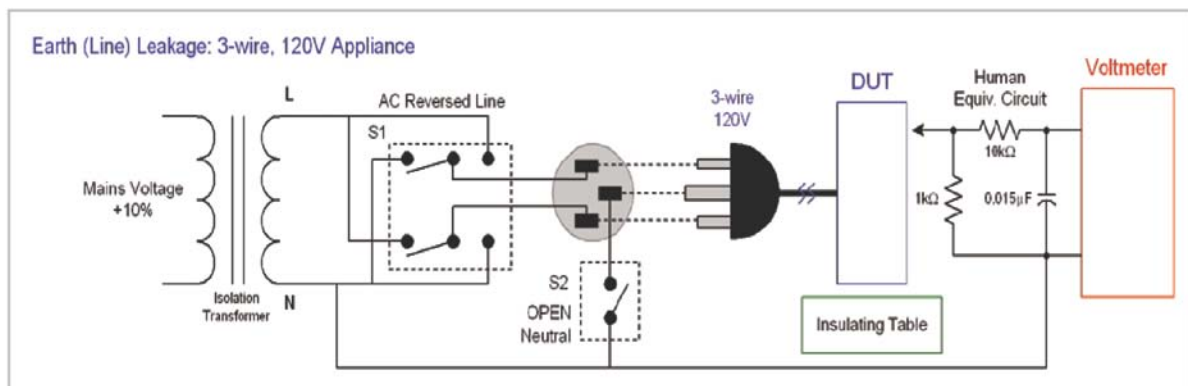 Earth (Line) Leakage: 3-wire, 120V Appliance
L
AC Reversed Line
S1
Mains Voltage
+10%
N
Isolation
Transformer
3-wire
120V
S2
OPEN
Neutral
DUT
Insulating Table
Human
Equiv. Circuit
10kΩ
1kΩ
0.015µF
Voltmeter